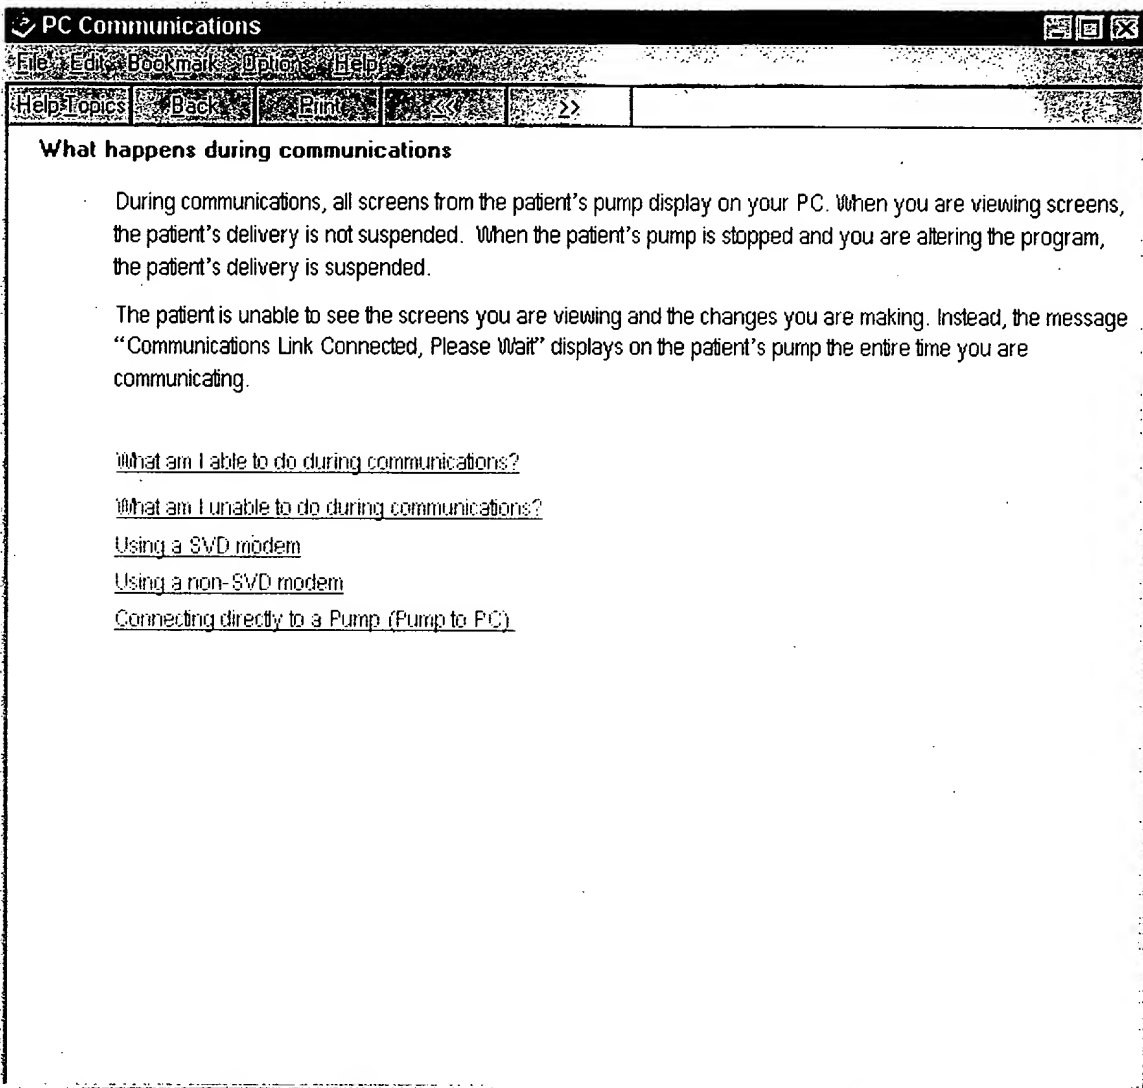 PC Communications
File Edit Bookmark Options Help
Help Topics Back Print << >>
What happens during communications
During communications, all screens from the patient's pump display on your PC. When you are viewing screens,
the patient's delivery is not suspended. When the patient's pump is stopped and you are altering the program,
the patient's delivery is suspended.
The patient is unable to see the screens you are viewing and the changes you are making. Instead, the message
“Communications Link Connected, Please Wait” displays on the patient's pump the entire time you are
communicating.
What am I able to do during communications?
What am I unable to do during communications?
Using a SVD modem
Using a non-SVD modem
Connecting directly to a Pump (Pump to PC)